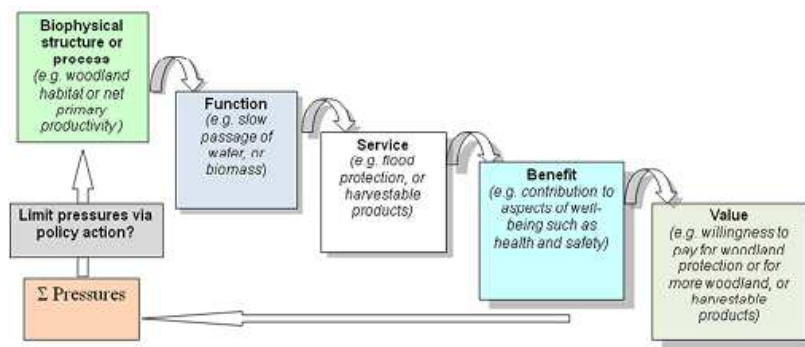 Biophysical
structure or
process
(e.g. woodland
habitat or net
primary
productivity)
Function
(e.g. slow
passage of
water, or
biomass)
Service
(e.g. flood
protection, or
harvestable
products)
Benefit
(e.g. contribution to
aspects of well-
being such as
health and safety)
Value
(e.g. willingness to
pay for woodland
protection or for
more woodland, or
harvestable
products)
Limit pressures via
policy action?
Σ Pressures